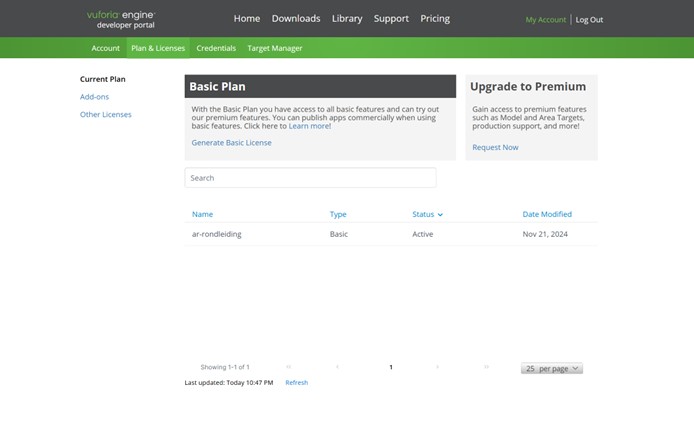 vuforia engine
developer portal
Home Downloads Library Support Pricing
My Account | Log Out
Account Plan & Licenses Credentials Target Manager
Current Plan
Add-ons
Other Licenses
Basic Plan
With the Basic Plan you have access to all basic features and can try out
our premium features. You can publish apps commercially when using
basic features. Click here to Learn more!
Generate Basic License
Upgrade to Premium
Gain access to premium features
such as Model and Area Targets,
production support, and more!
Request Now
Search
Name Type Status Date Modified
ar-rondleiding Basic Active Nov 21, 2024
Showing 1-1 of 1 1 25 per page
Last updated: Today 10:47 PM Refresh